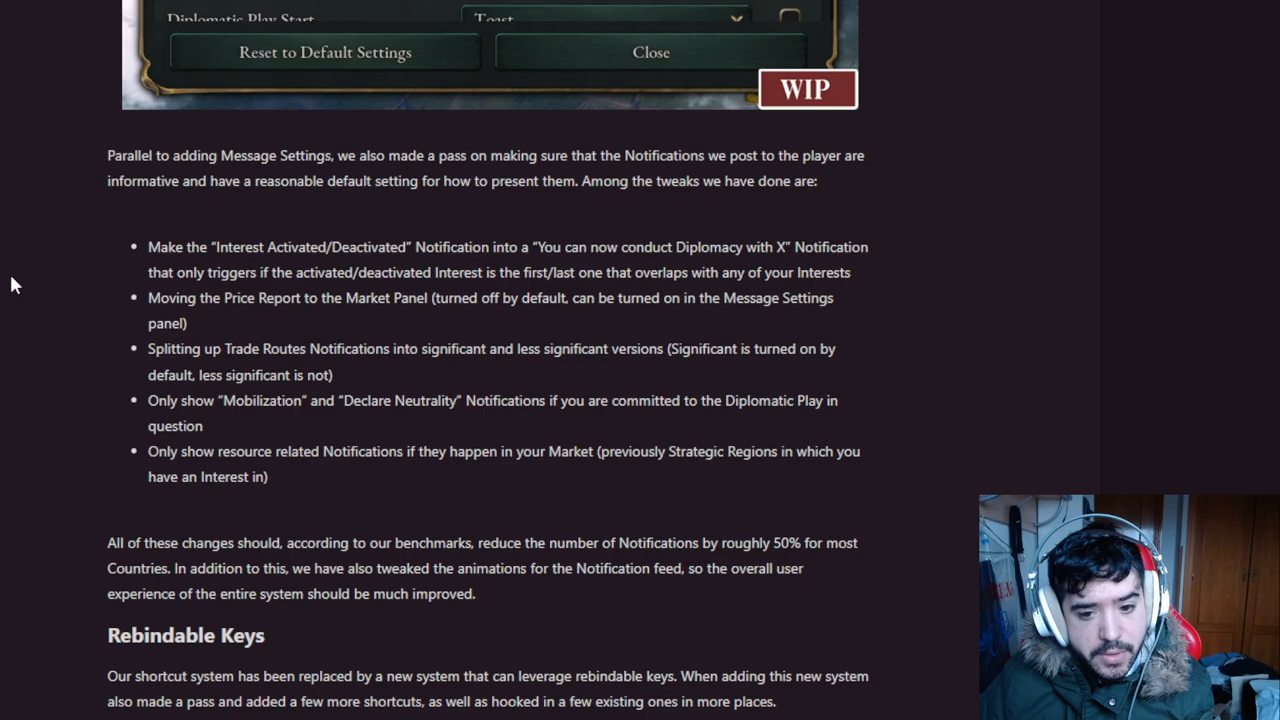 Diplomatic Play Start
Toast
Reset to Default Settings
Close
WIP
Parallel to adding Message Settings, we also made a pass on making sure that the Notifications we post to the player are
informative and have a reasonable default setting for how to present them. Among the tweaks we have done are:
• Make the “Interest Activated/Deactivated” Notification into a “You can now conduct Diplomacy with X” Notification
that only triggers if the activated/deactivated Interest is the first/last one that overlaps with any of your Interests
• Moving the Price Report to the Market Panel (turned off by default, can be turned on in the Message Settings
panel)
• Splitting up Trade Routes Notifications into significant and less significant versions (Significant is turned on by
default, less significant is not)
• Only show “Mobilization” and “Declare Neutrality” Notifications if you are committed to the Diplomatic Play in
question
• Only show resource related Notifications if they happen in your Market (previously Strategic Regions in which you
have an Interest in)
All of these changes should, according to our benchmarks, reduce the number of Notifications by roughly 50% for most
Countries. In addition to this, we have also tweaked the animations for the Notification feed, so the overall user
experience of the entire system should be much improved.
Rebindable Keys
Our shortcut system has been replaced by a new system that can leverage rebindable keys. When adding this new system
also made a pass and added a few more shortcuts, as well as hooked in a few existing ones in more places.